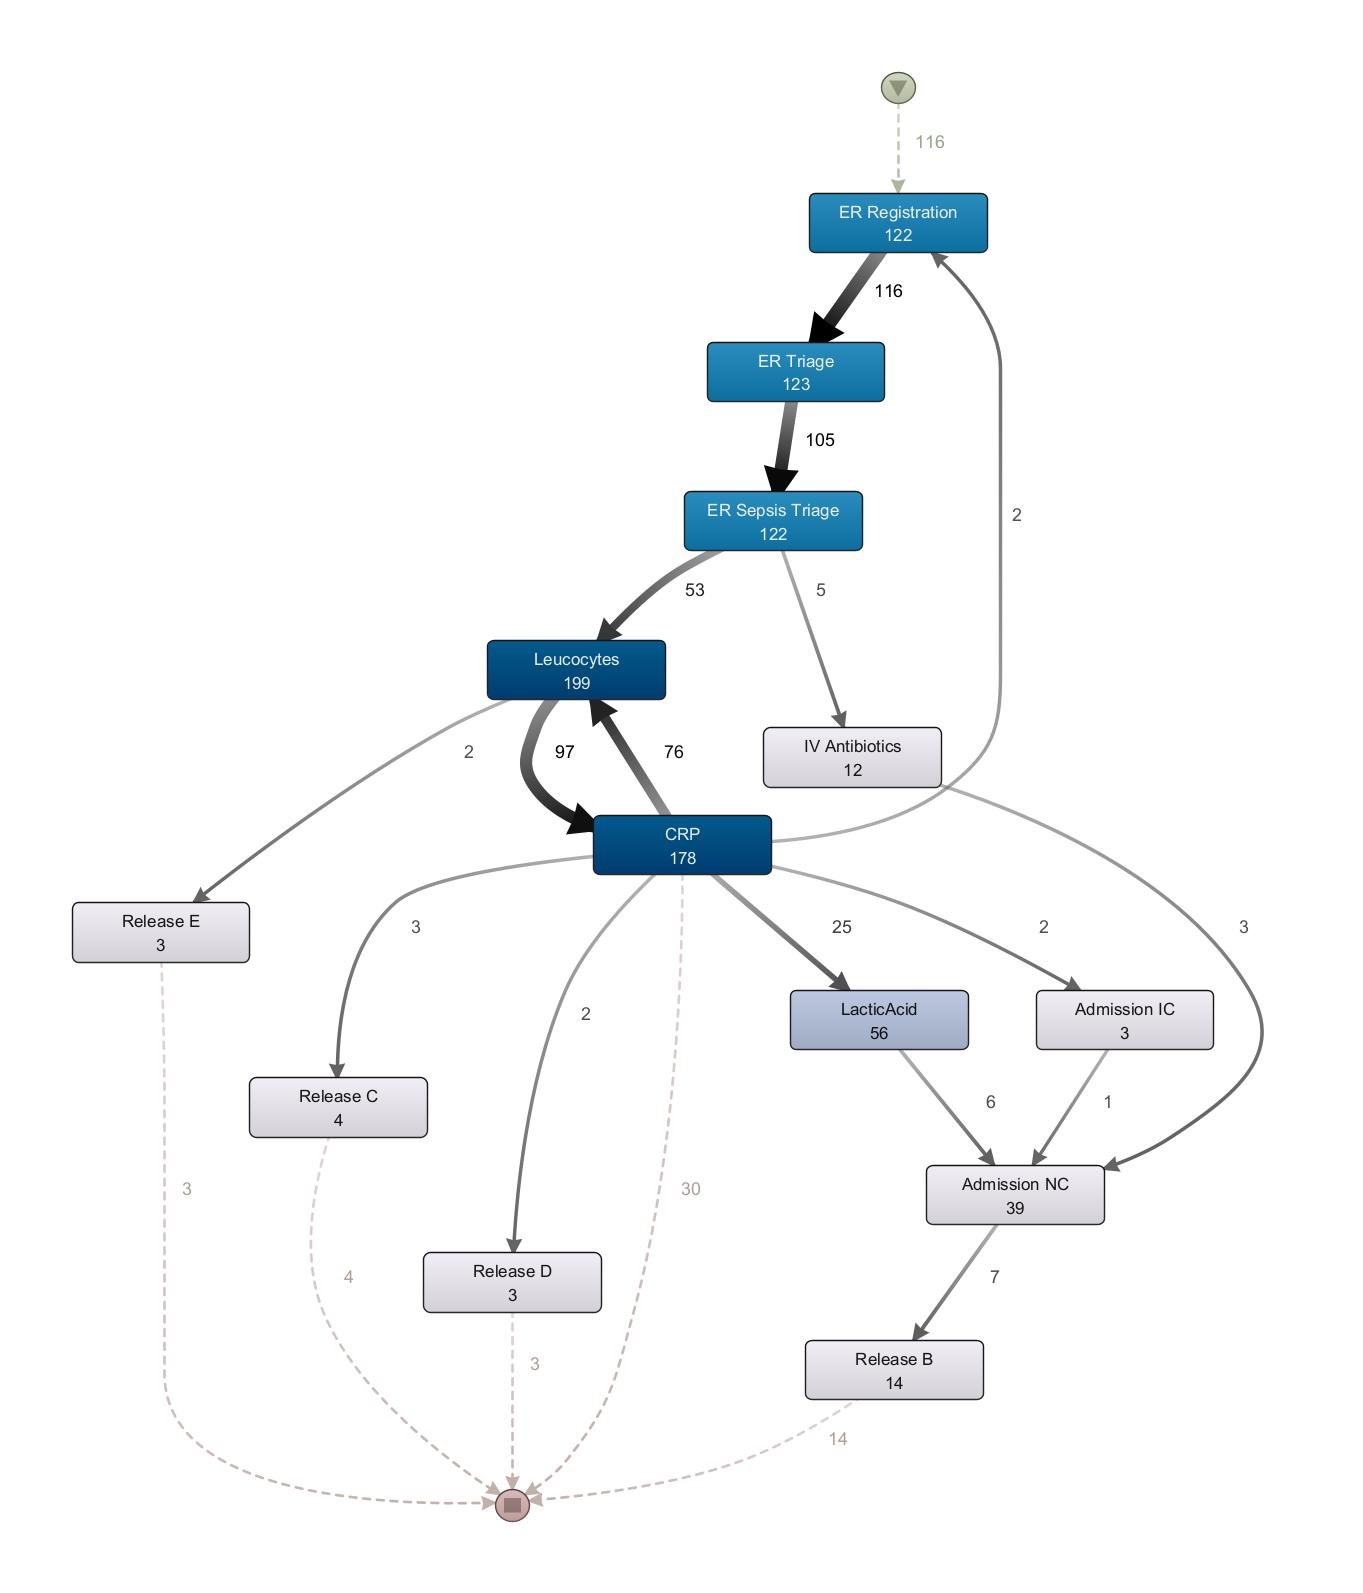 116
ER Registration
122
116
ER Triage
123
105
ER Sepsis Triage
122
2
53
5
Leucocytes
199
IV Antibiotics
12
2
97
76
CRP
178
Release E
3
3
25
2
3
2
LacticAcid
56
Admission IC
3
Release C
4
6
1
3
30
Admission NC
39
4
Release D
3
7
3
Release B
14
14